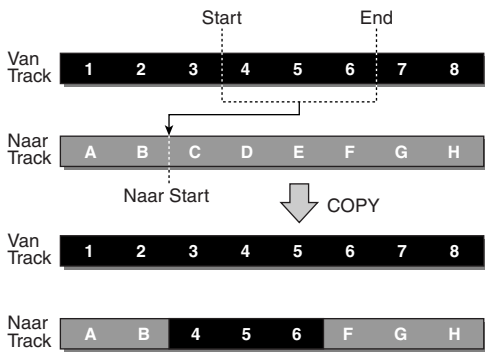 Start End
Van
Track 1 2 3 4 5 6 7 8
Naar
Track A B C D E F G H
Naar Start
COPY
Van
Track 1 2 3 4 5 6 7 8
Naar
Track A B 4 5 6 F G H